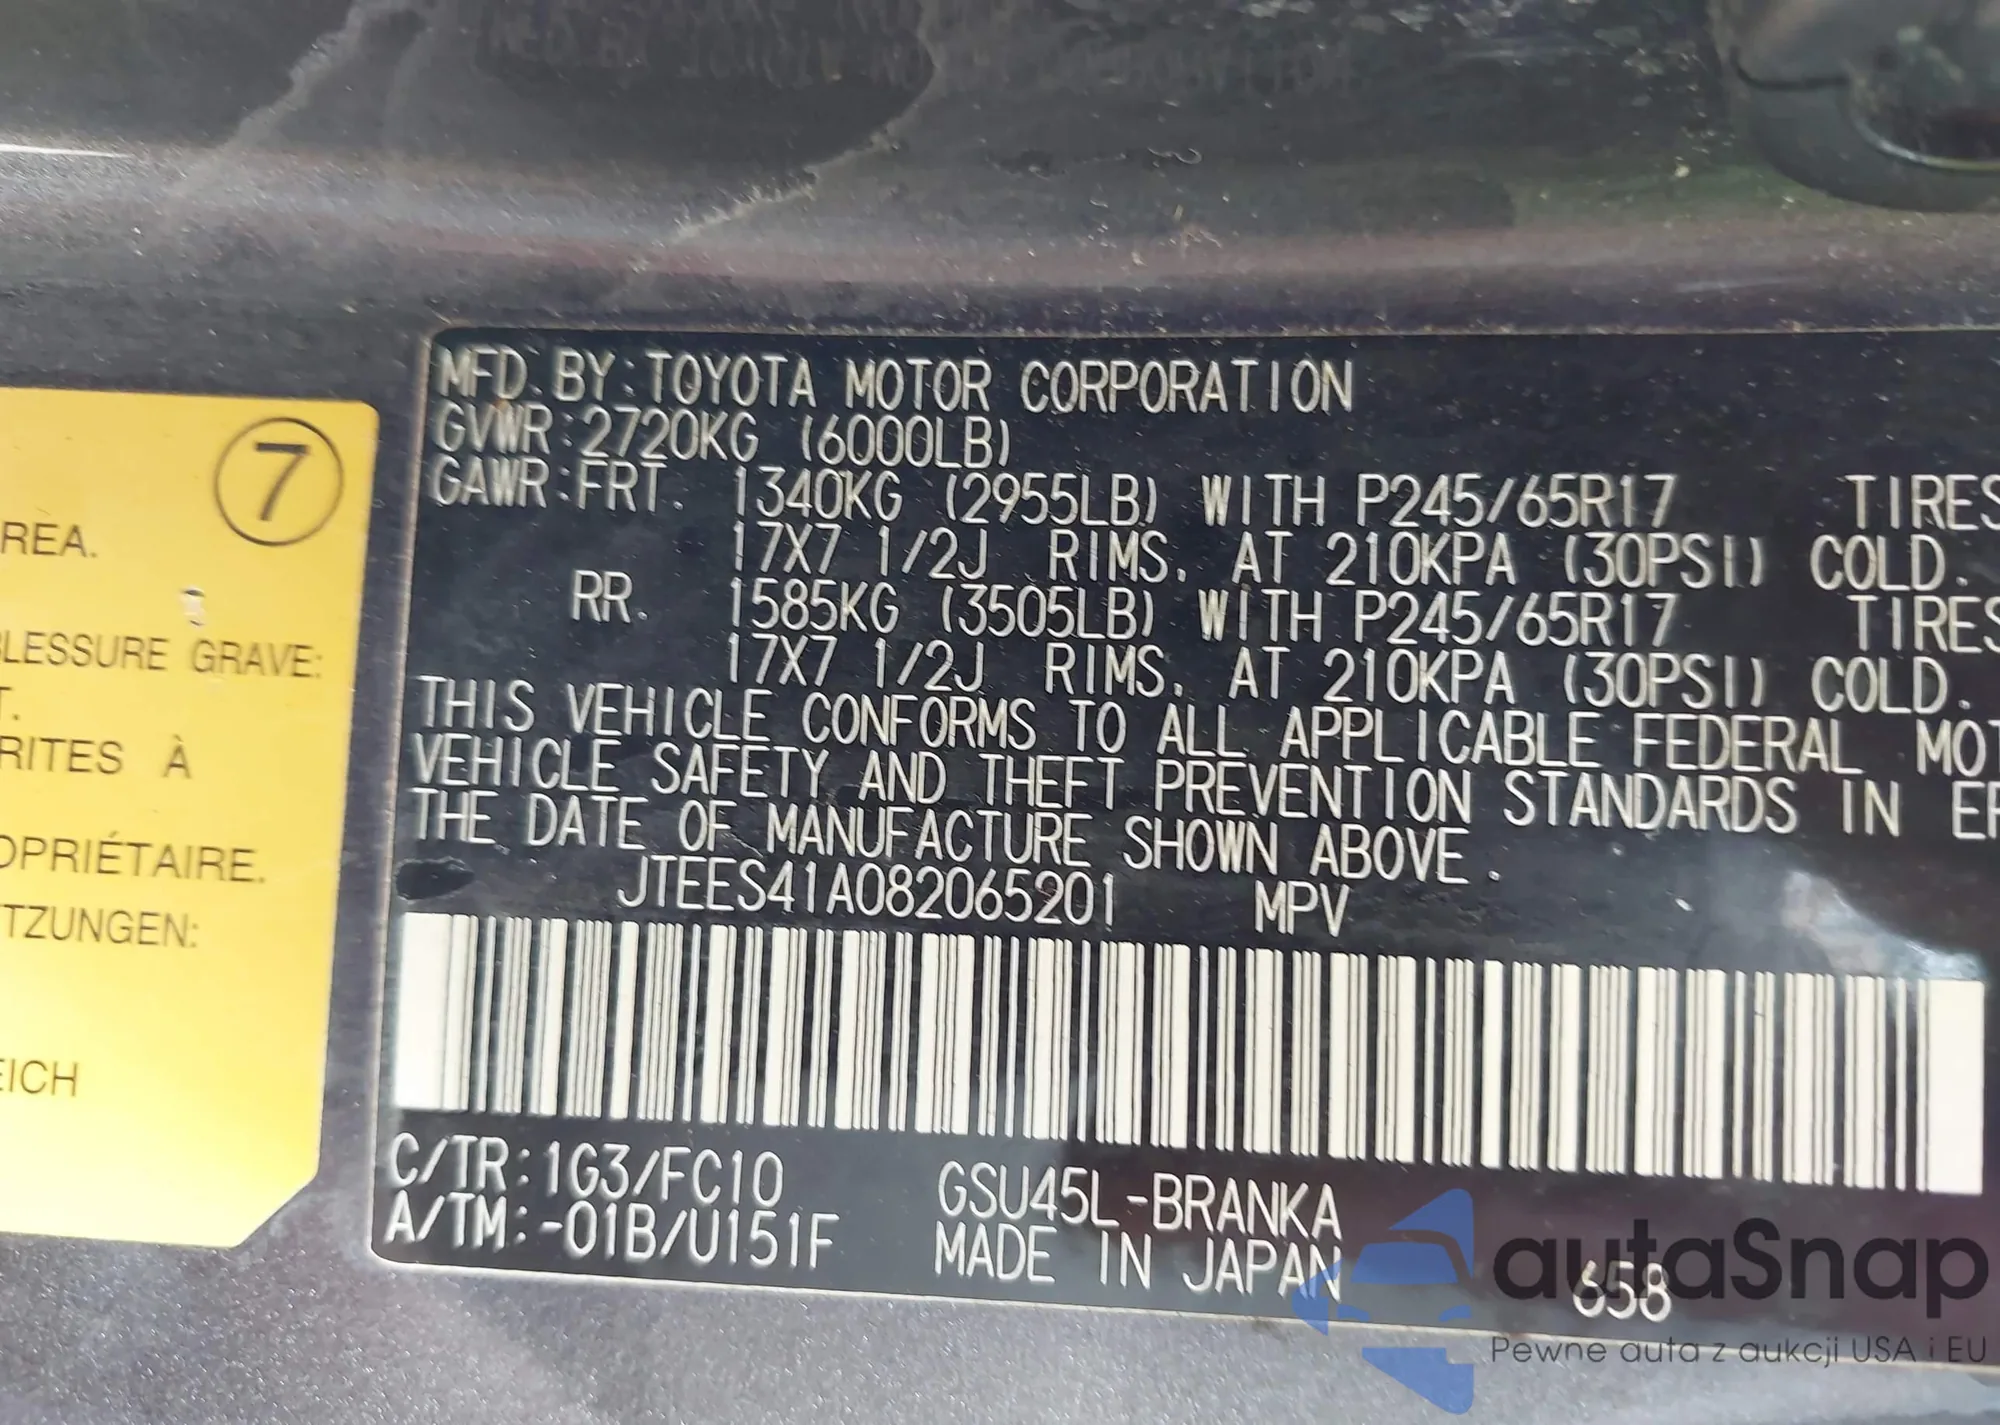 7
REA.
BLESSURE GRAVE:
T.
RITES À
OPRIÉTAIRE.
TZUNGEN:
EICH
MFD. BY: TOYOTA MOTOR CORPORATION
GVWR: 2720KG (6000LB)
GAWR: FRT. 1340KG (2955LB) WITH P245/65R17 TIRES
17X7 1/2J RIMS. AT 210KPA (30PSI) COLD.
RR. 1585KG (3505LB) WITH P245/65R17 TIRES
17X7 1/2J RIMS. AT 210KPA (30PSI) COLD.
THIS VEHICLE CONFORMS TO ALL APPLICABLE FEDERAL MOT
VEHICLE SAFETY AND THEFT PREVENTION STANDARDS IN EF
THE DATE OF MANUFACTURE SHOWN ABOVE.
JTEES41A082065201 MPV
C/TR: 1G3/FC10 GSU45L-BRANKA
A/TM: -01B/U151F MADE IN JAPAN 658
autoSnap
Pewne auta z aukcji USA i EU